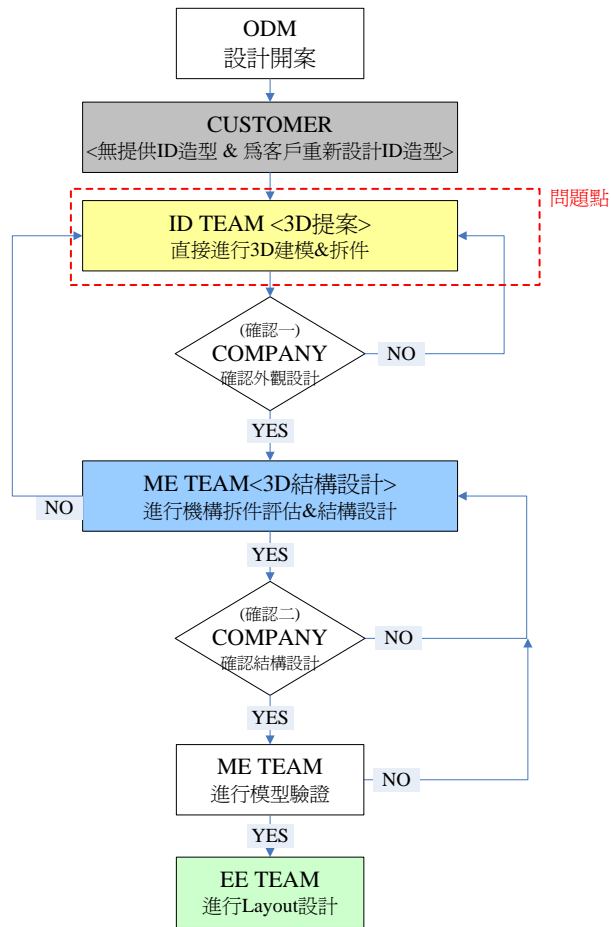 ODM
設計開案
CUSTOMER
<無提供ID造型 & 爲客戶重新設計ID造型>
問題點
ID TEAM <3D提案>
直接進行3D建模&拆件
(確認一)
COMPANY
確認外觀設計
NO
YES
ME TEAM<3D結構設計>
進行機構拆件評估&結構設計
NO
YES
(確認二)
COMPANY
確認結構設計
NO
YES
ME TEAM
進行模型驗證
NO
YES
EE TEAM
進行Layout設計